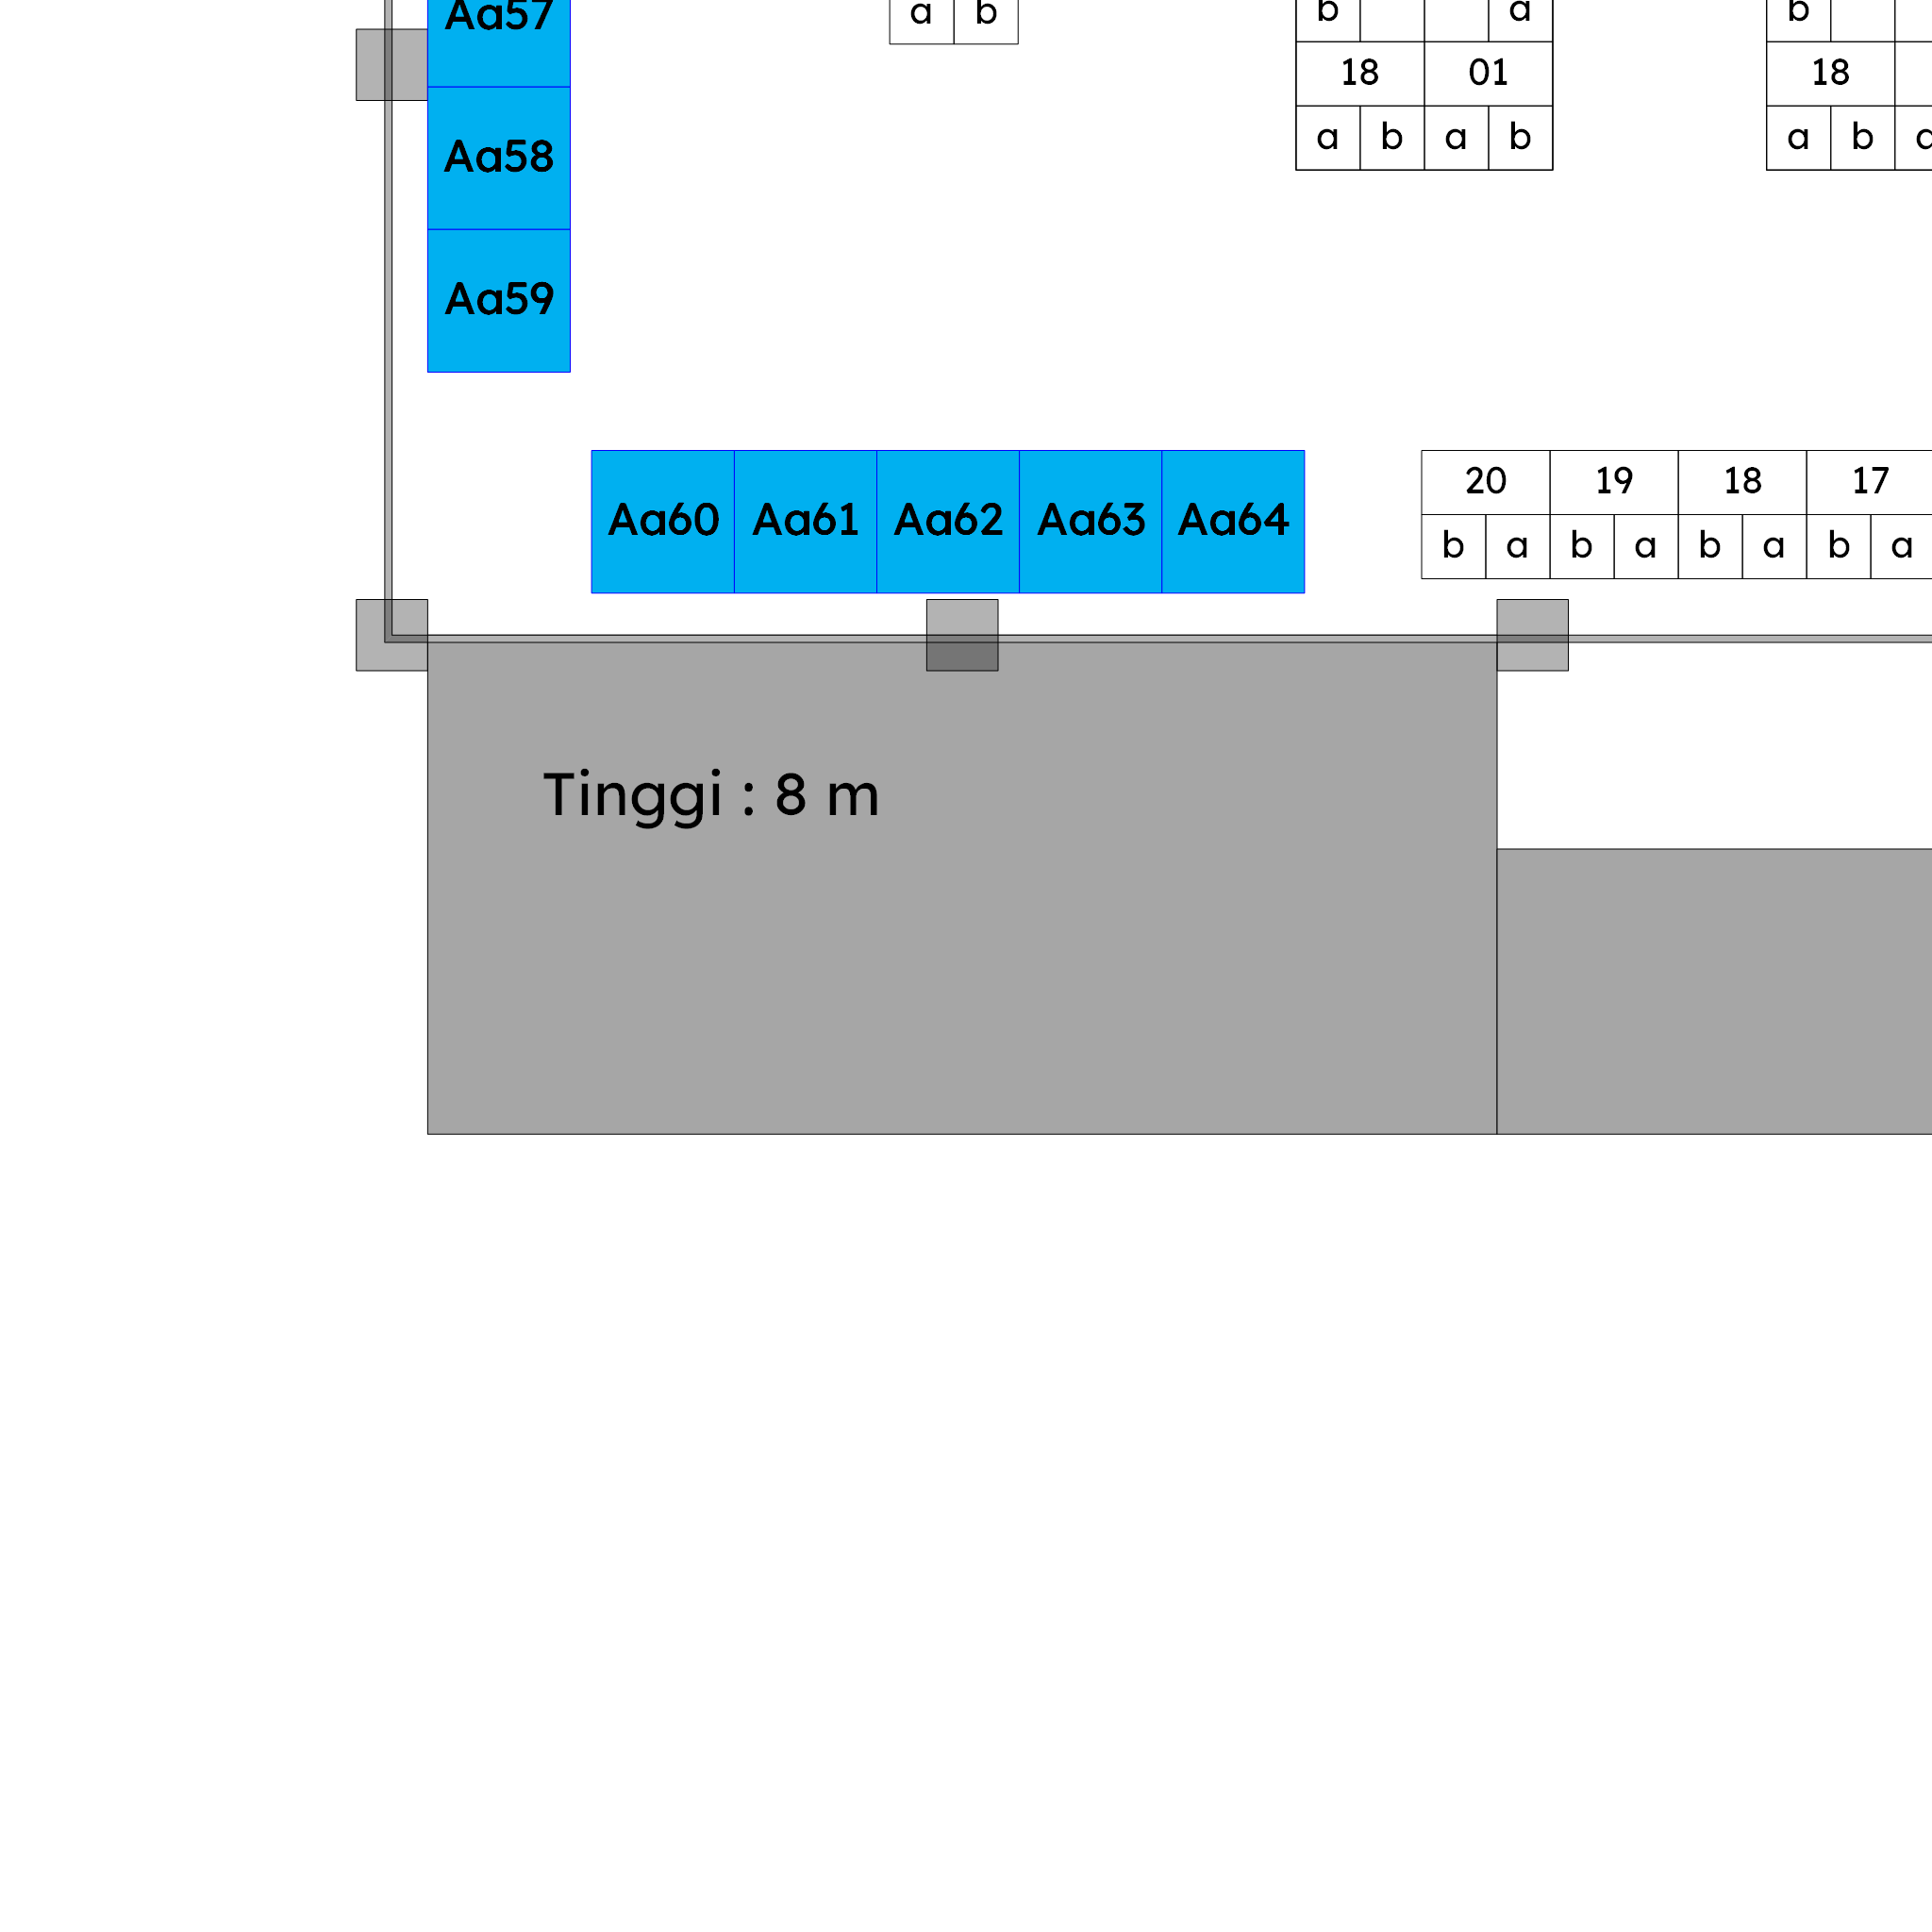 Aa57
a b
b a
b
18 01
18
a b a b
a b a
Aa58
Aa59
Aa60 Aa61 Aa62 Aa63 Aa64
20 19 18 17
b a b a b a b a
Tinggi : 8 m